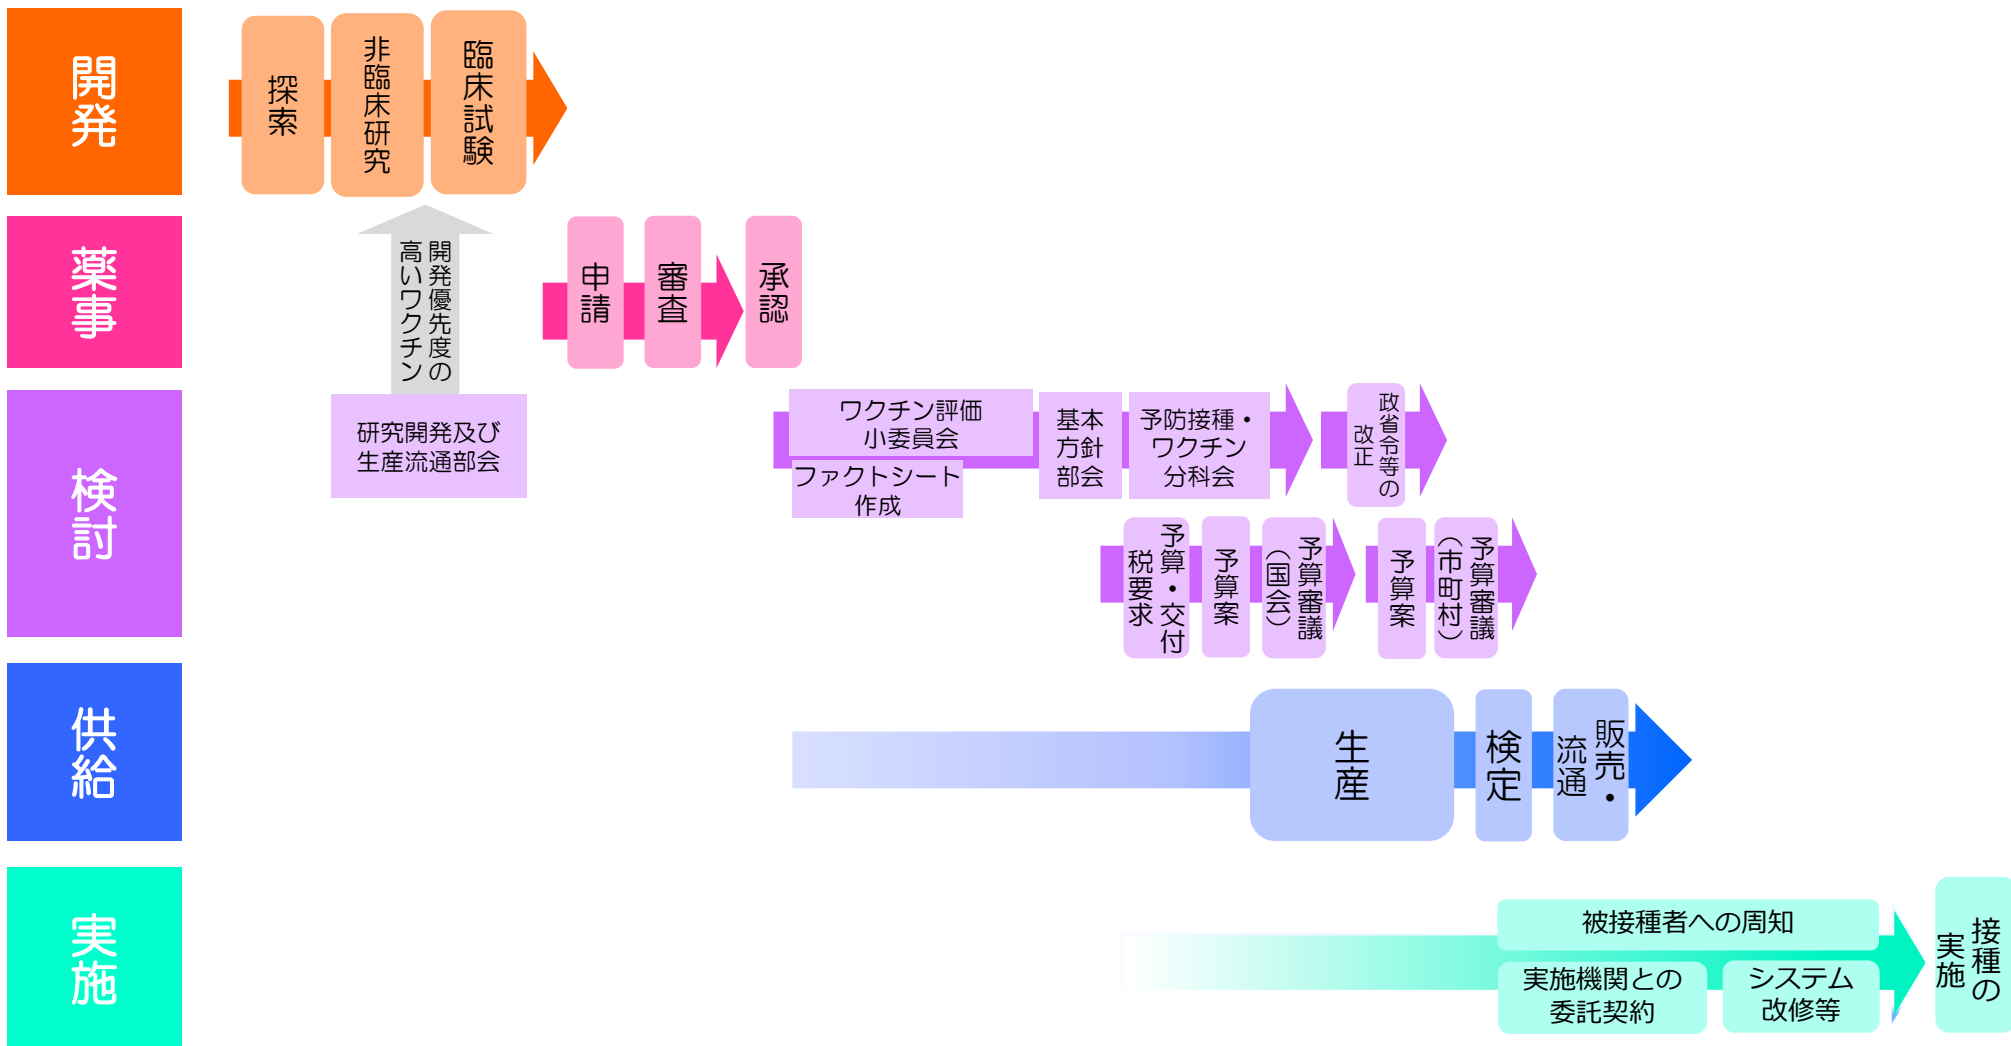 開発
探索
非臨床研究
臨床試験
薬事
開発優先度の
高いワクチン
申請
審査
承認
検討
研究開発及び
生産流通部会
ワクチン評価
小委員会
ファクトシート
作成
基本
方針
部会
予防接種・
ワクチン
分科会
政省令等の
改正
予算・交付
税要求
予算案
予算審議
（国会）
予算案
予算審議
（市町村）
供給
生産
検定
販売・
流通
実施
被接種者への周知
実施機関との
委託契約
システム
改修等
接種の
実施